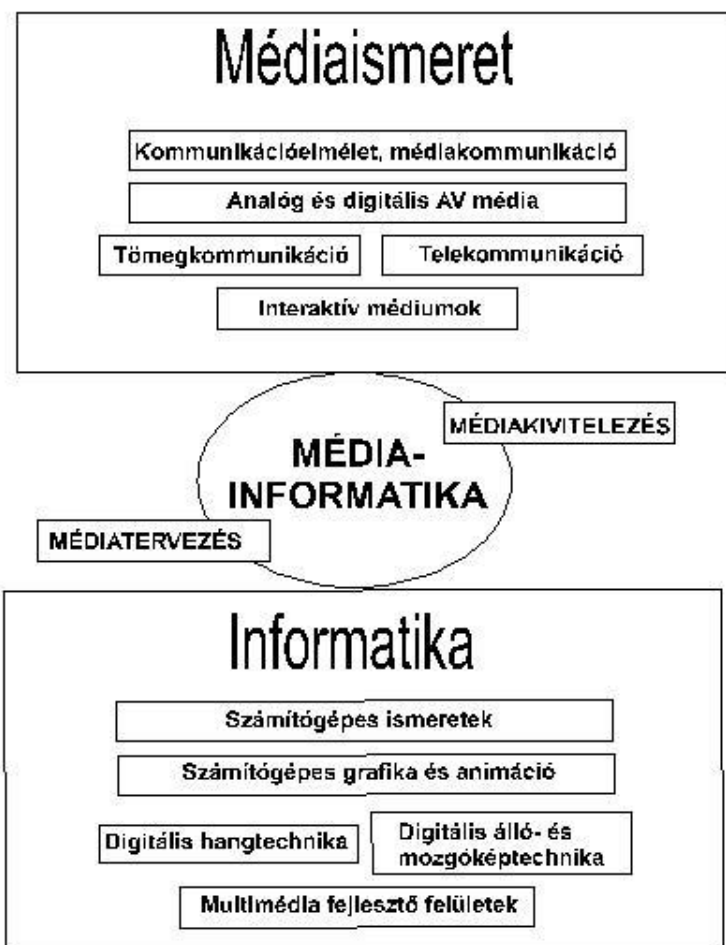 Médiaismeret
Kommunikációelmélet, médiakommunikáció
Analóg és digitális AV média
Tömegkommunikáció
Telekommunikáció
Interaktív médiumok
MÉDIAKIVITELEZÉS
MÉDIA-
INFORMATIKA
MÉDIATERVEZÉS
Informatika
Számítógépes ismeretek
Számítógépes grafika és animáció
Digitális hangtechnika
Digitális álló- és
mozgóképtechnika
Multimédia fejlesztő felületek